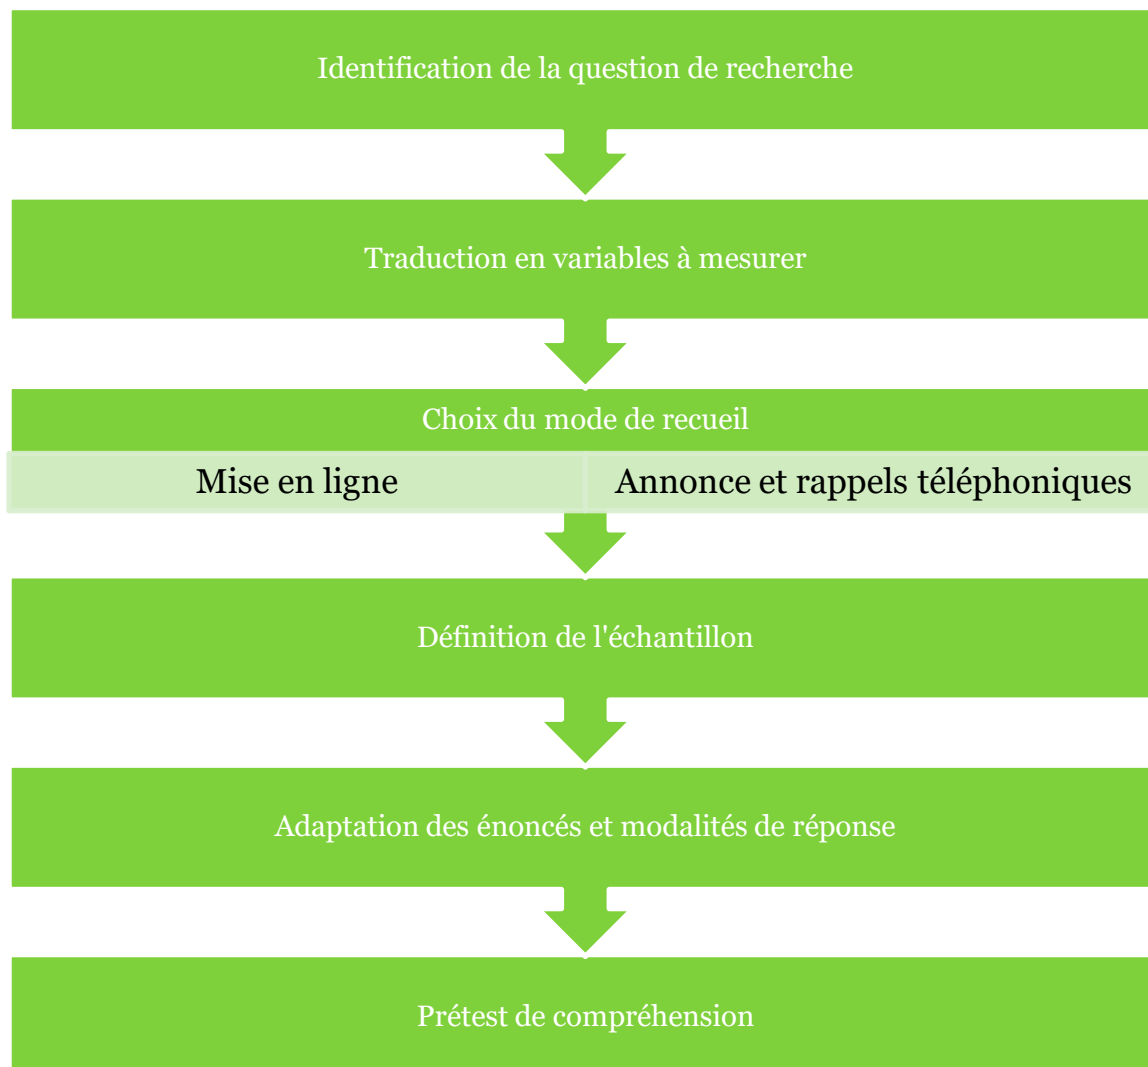 Identification de la question de recherche
Traduction en variables à mesurer
Choix du mode de recueil
Mise en ligne
Annonce et rappels téléphoniques
Définition de l'échantillon
Adaptation des énoncés et modalités de réponse
Prétest de compréhension